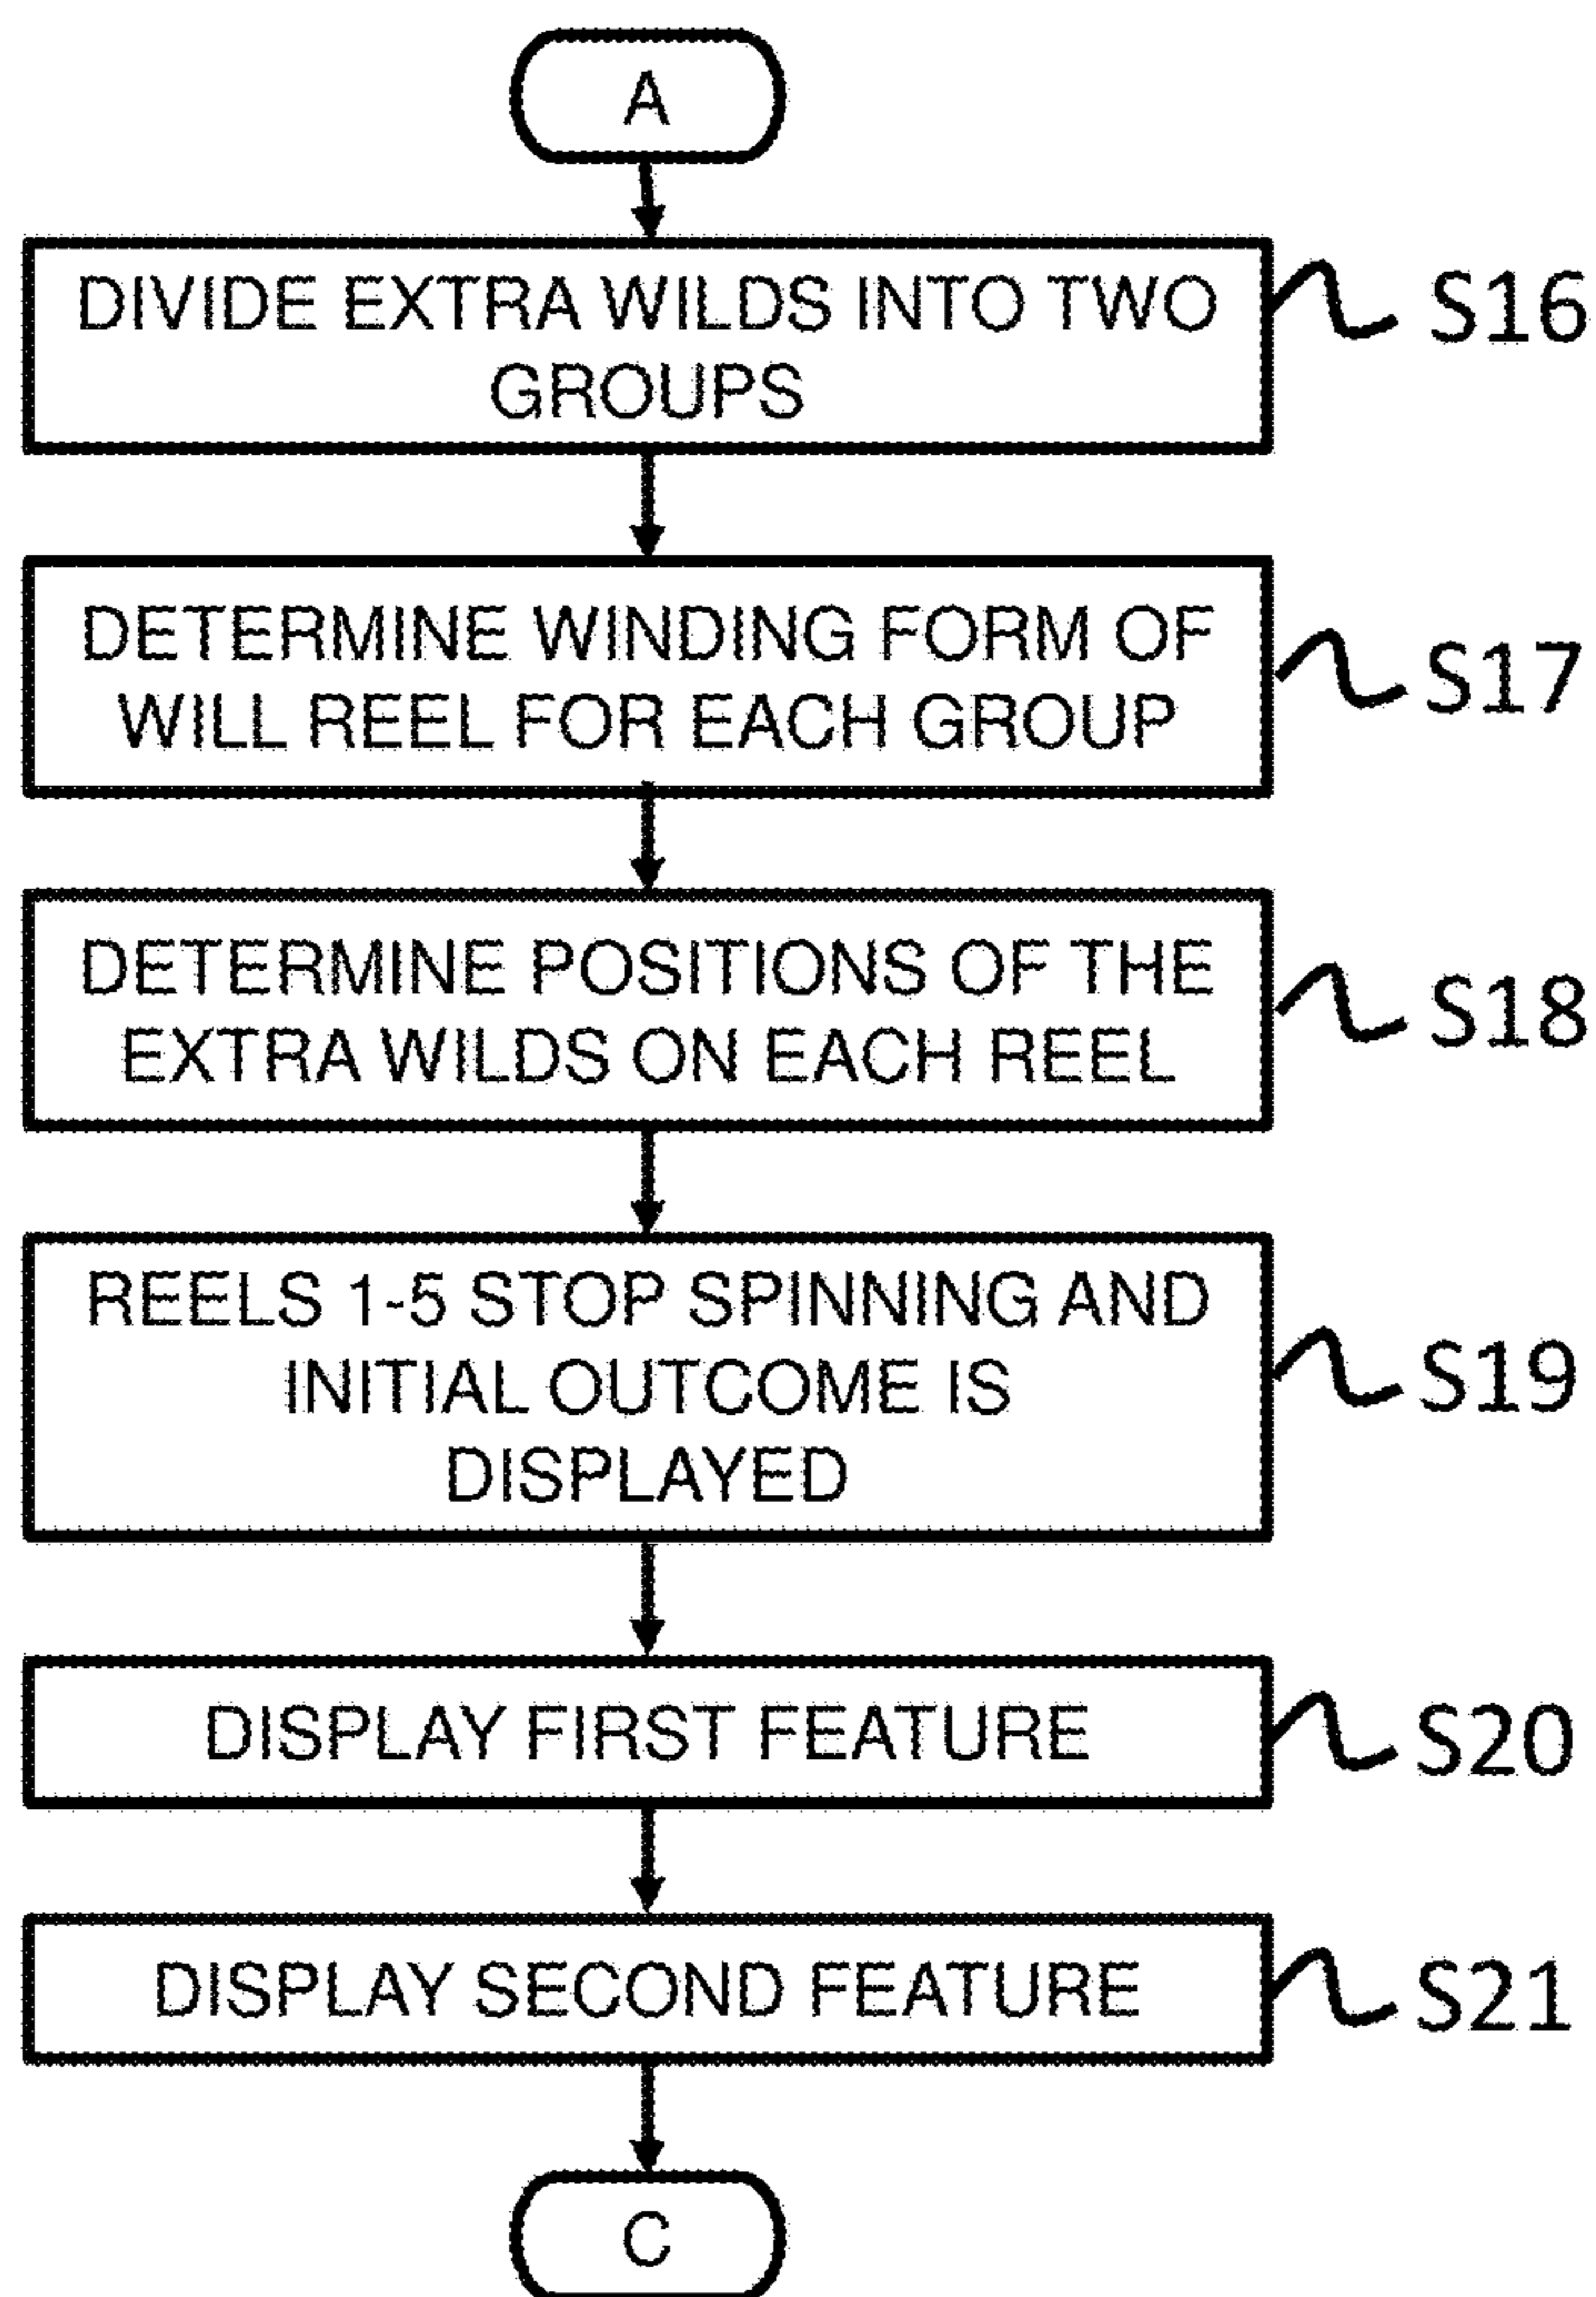 A
DIVIDE EXTRA WILDS INTO TWO
GROUPS
S16
DETERMINE WINDING FORM OF
WILL REEL FOR EACH GROUP
S17
DETERMINE POSITIONS OF THE
EXTRA WILDS ON EACH REEL
S18
REELS 1-5 STOP SPINNING AND
INITIAL OUTCOME IS
DISPLAYED
S19
DISPLAY FIRST FEATURE
S20
DISPLAY SECOND FEATURE
S21
C